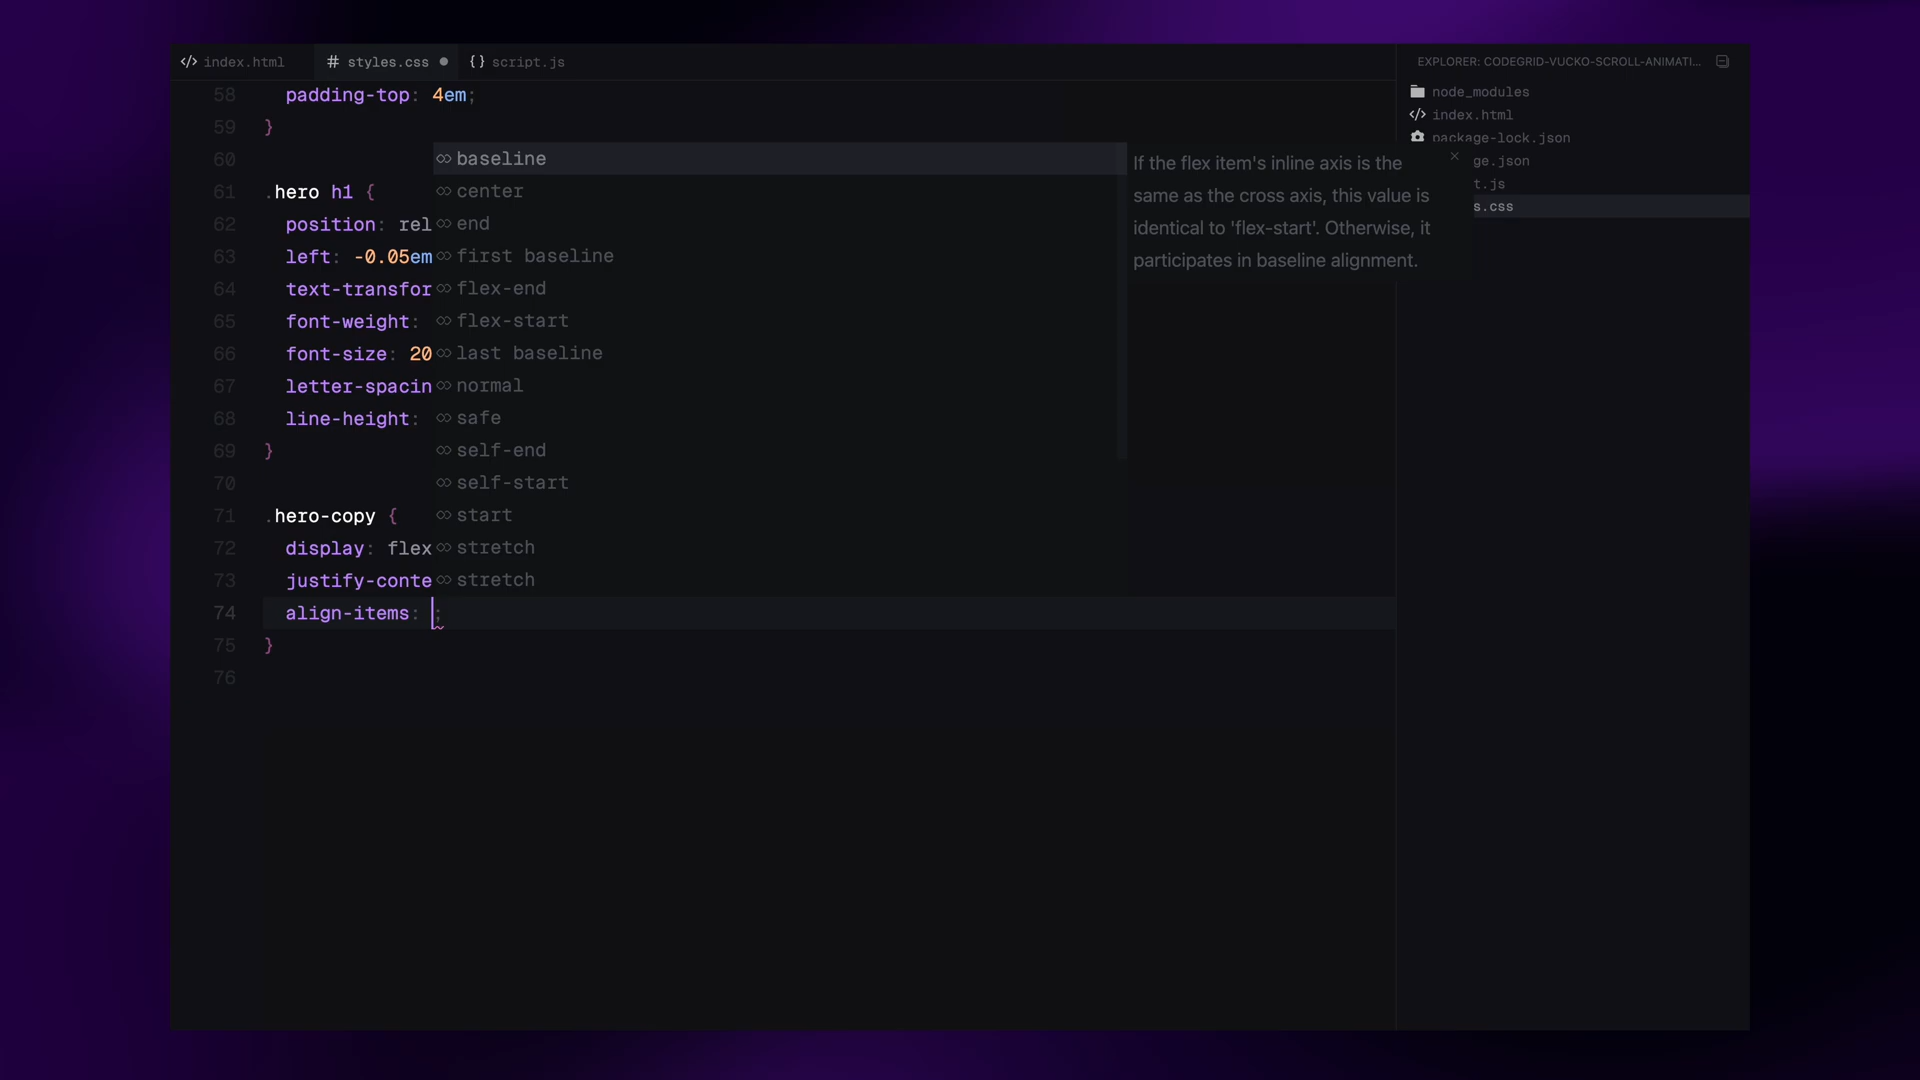 index.html
styles.css
script.js
EXPLORER: CODEGRID-VUCKO-SCROLL-ANIMATI...
58 padding-top: 4em;
59 }
60
61 .hero h1 {
62 position: rel
63 left: -0.05em
64 text-transfor
65 font-weight:
66 font-size: 20
67 letter-spacin
68 line-height:
69 }
70
71 .hero-copy {
72 display: flex
73 justify-conte
74 align-items: ;
75 }
76
baseline
center
end
first baseline
flex-end
flex-start
last baseline
normal
safe
self-end
self-start
start
stretch
stretch
If the flex item's inline axis is the
same as the cross axis, this value is
identical to 'flex-start'. Otherwise, it
participates in baseline alignment.
node_modules
index.html
package-lock.json
ge.json
t.js
s.css